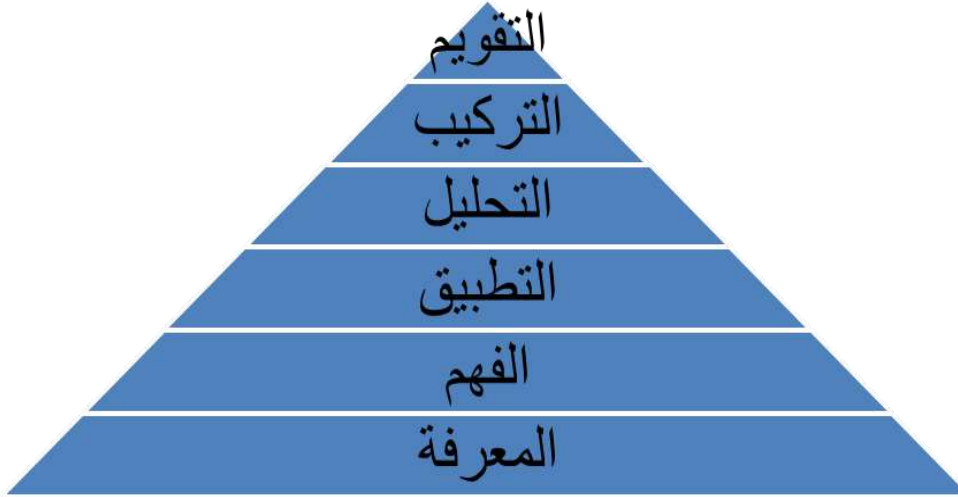 التقويم
التركيب
التحليل
التطبيق
الفهم
المعرفة